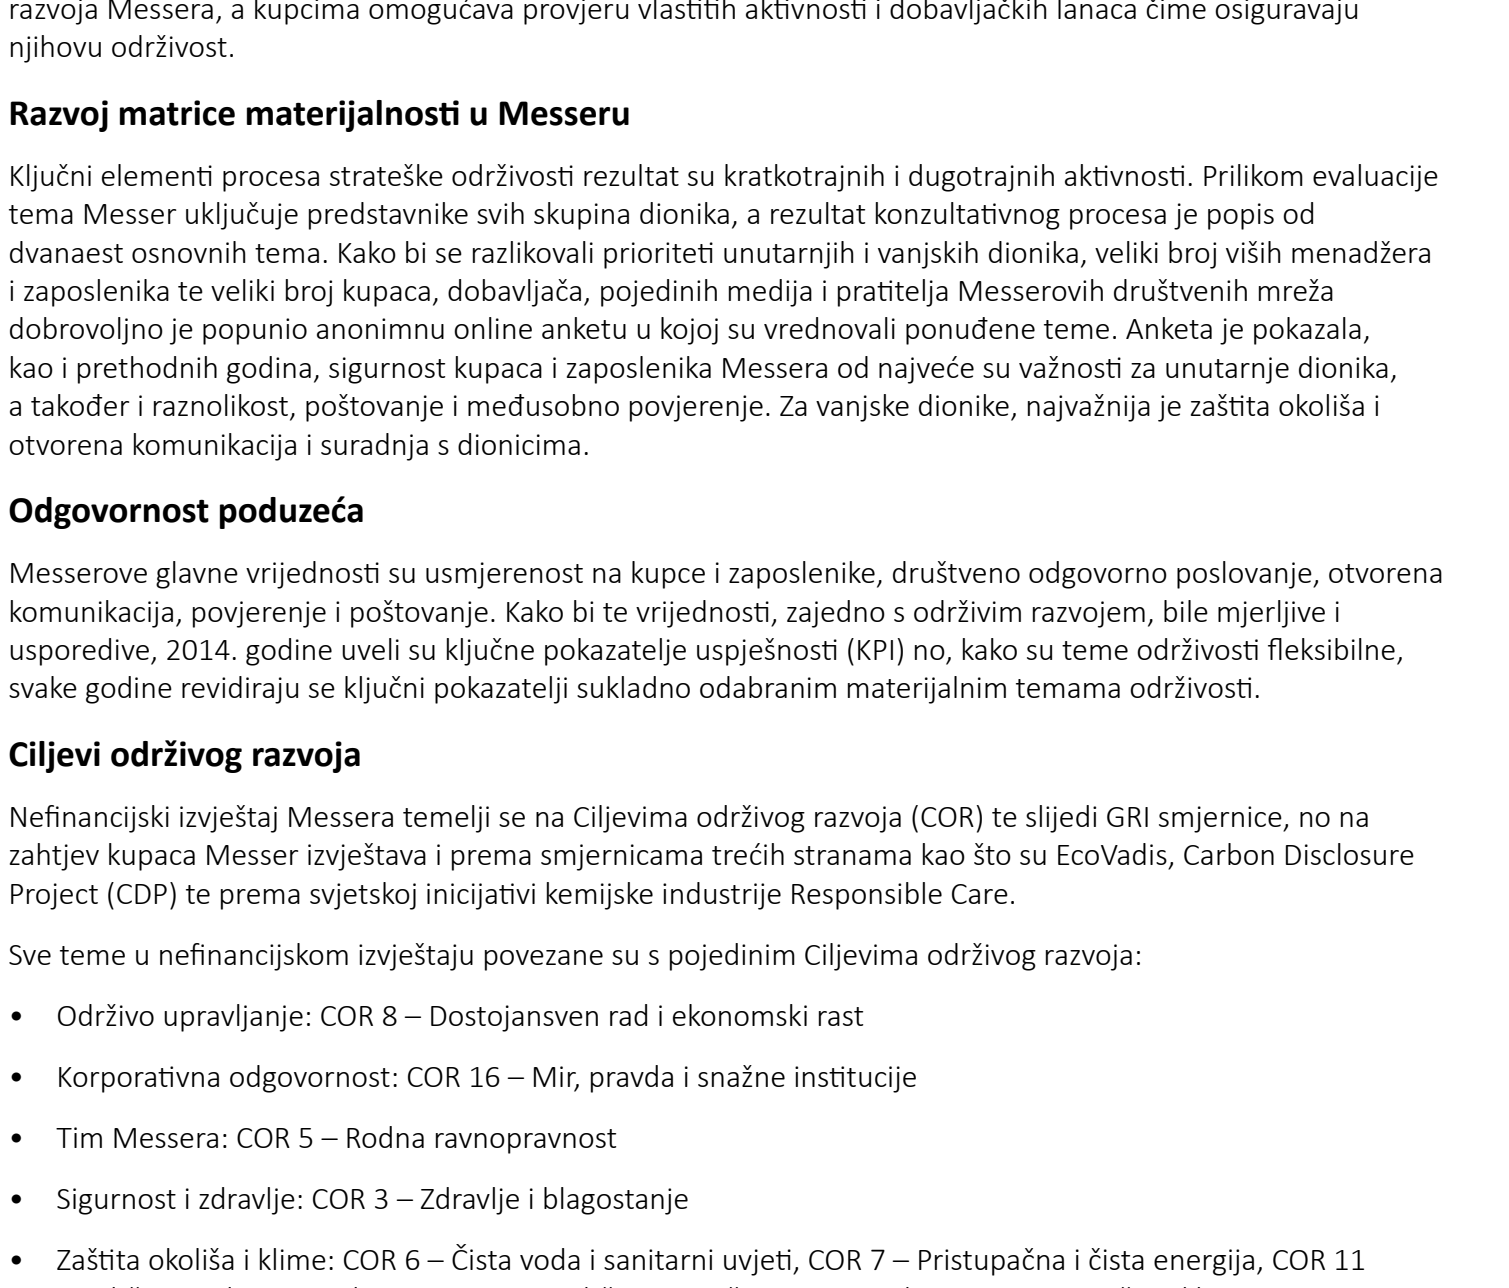 razvoja Messera, a kupcima omogućava provjeru vlastitih aktivnosti i dobavljačkih lanaca čime osiguravaju
njihovu održivost.
Razvoj matrice materijalnosti u Messeru
Ključni elementi procesa strateške održivosti rezultat su kratkotrajnih i dugotrajnih aktivnosti. Prilikom evaluacije
tema Messer uključuje predstavnike svih skupina dionika, a rezultat konzultativnog procesa je popis od
dvanaest osnovnih tema. Kako bi se razlikovali prioriteti unutarnjih i vanjskih dionika, veliki broj viših menadžera
i zaposlenika te veliki broj kupaca, dobavljača, pojedinih medija i pratitelja Messerovih društvenih mreža
dobrovoljno je popunio anonimnu online anketu u kojoj su vrednovali ponuđene teme. Anketa je pokazala,
kao i prethodnih godina, sigurnost kupaca i zaposlenika Messera od najveće su važnosti za unutarnje dionika,
a također i raznolikost, poštovanje i međusobno povjerenje. Za vanjske dionike, najvažnija je zaštita okoliša i
otvorena komunikacija i suradnja s dionicima.
Odgovornost poduzeća
Messerove glavne vrijednosti su usmjerenost na kupce i zaposlenike, društveno odgovorno poslovanje, otvorena
komunikacija, povjerenje i poštovanje. Kako bi te vrijednosti, zajedno s održivim razvojem, bile mjerljive i
usporedive, 2014. godine uveli su ključne pokazatelje uspješnosti (KPI) no, kako su teme održivosti fleksibilne,
svake godine revidiraju se ključni pokazatelji sukladno odabranim materijalnim temama održivosti.
Ciljevi održivog razvoja
Nefinancijski izvještaj Messera temelji se na Ciljevima održivog razvoja (COR) te slijedi GRI smjernice, no na
zahtjev kupaca Messer izvještava i prema smjernicama trećih stranama kao što su EcoVadis, Carbon Disclosure
Project (CDP) te prema svjetskoj inicijativi kemijske industrije Responsible Care.
Sve teme u nefinancijskom izvještaju povezane su s pojedinim Ciljevima održivog razvoja:
• Održivo upravljanje: COR 8 – Dostojansven rad i ekonomski rast
• Korporativna odgovornost: COR 16 – Mir, pravda i snažne institucije
• Tim Messera: COR 5 – Rodna ravnopravnost
• Sigurnost i zdravlje: COR 3 – Zdravlje i blagostanje
• Zaštita okoliša i klime: COR 6 – Čista voda i sanitarni uvjeti, COR 7 – Pristupačna i čista energija, COR 11